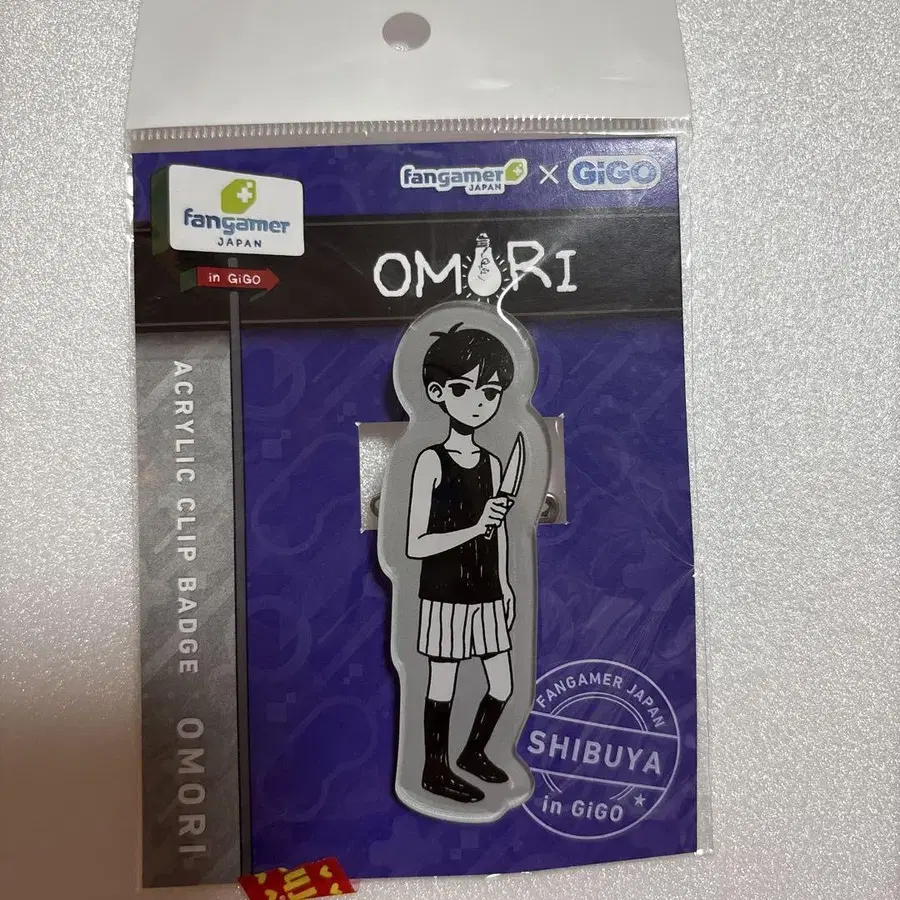 fangamer
JAPAN
×
GiGO
fangamer
JAPAN
in GiGO
OMORI
ACRYLIC CLIP BADGE OMORI
FANGAMER JAPAN
SHIBUYA
in GiGO